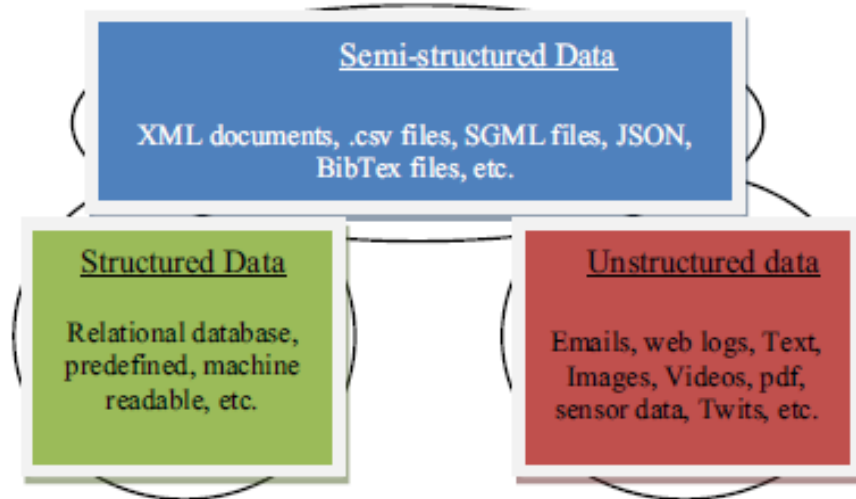 Semi-structured Data
XML documents, .csv files, SGML files, JSON,
BibTex files, etc.
Structured Data
Relational database,
predefined, machine
readable, etc.
Unstructured data
Emails, web logs, Text,
Images, Videos, pdf,
sensor data, Twits, etc.